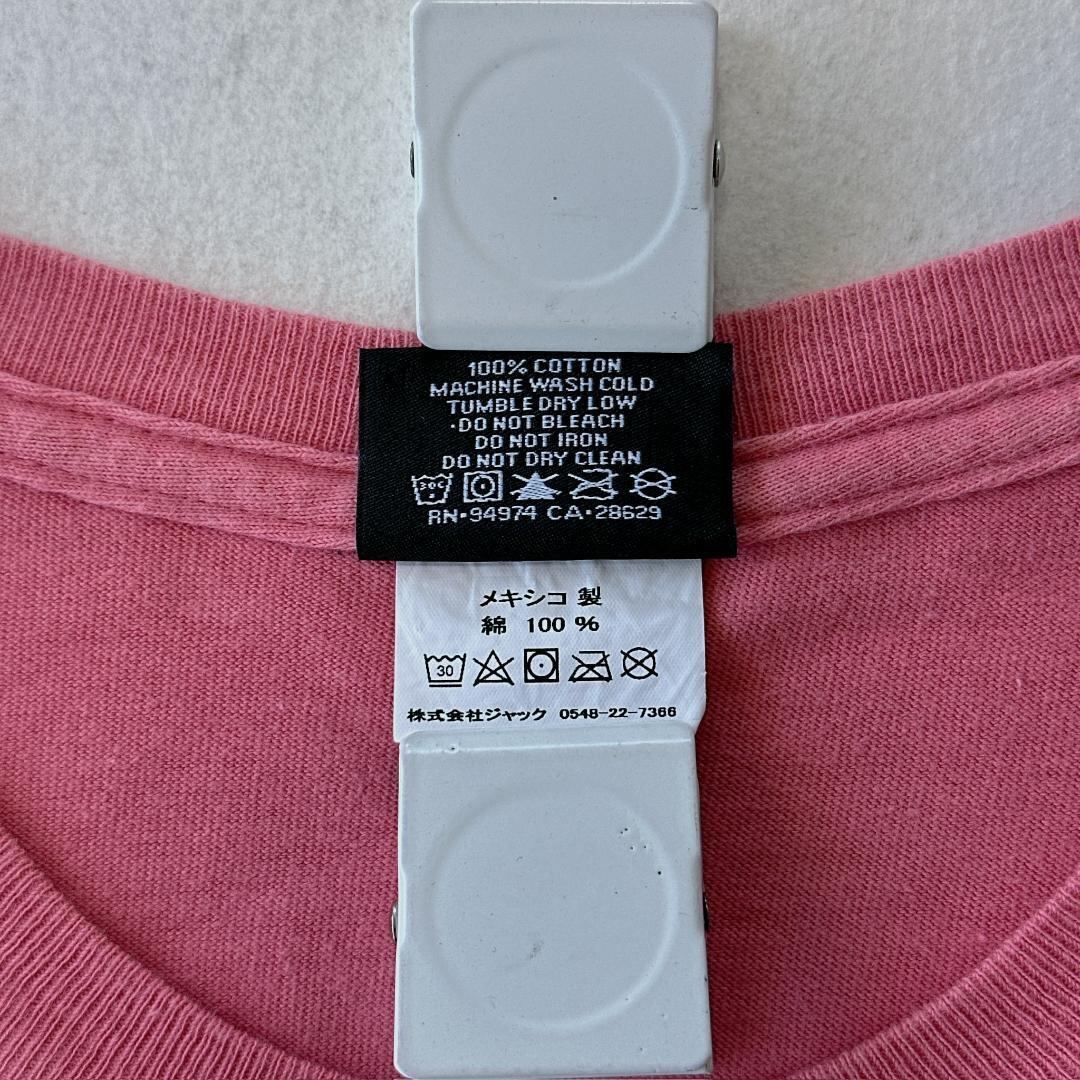 100% COTTON
MACHINE WASH COLD
TUMBLE DRY LOW
·DO NOT BLEACH
DO NOT IRON
DO NOT DRY CLEAN
30C
RN·94974 CA·28629
メキシコ 製
綿 100 %
30
株式会社ジャック 0548-22-7366